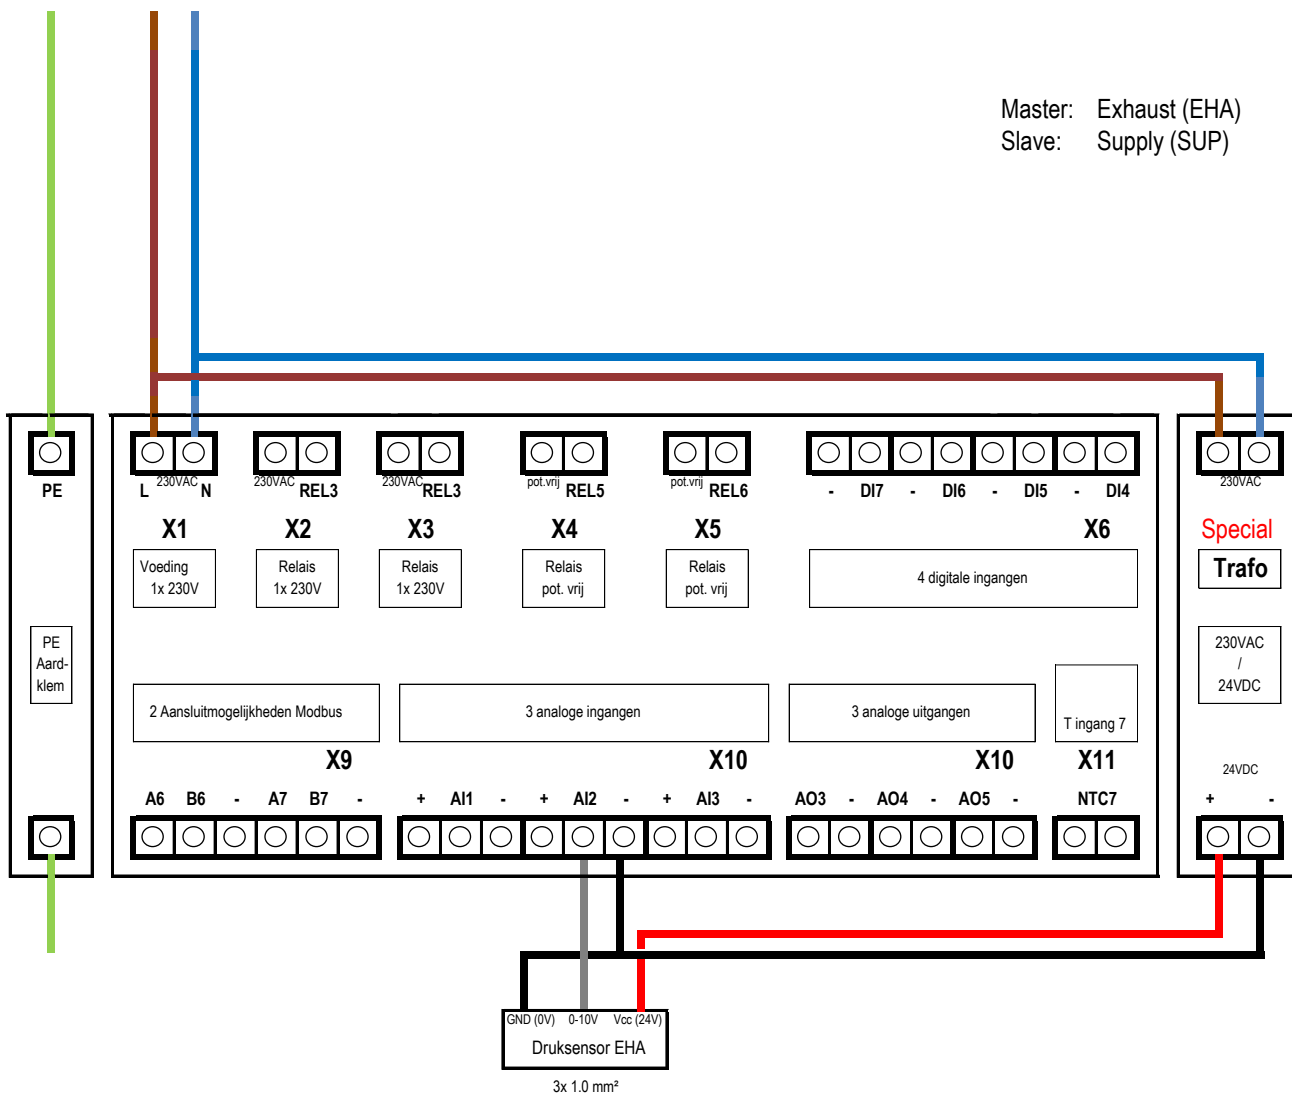 Master: Exhaust (EHA)
Slave: Supply (SUP)
PE
L 230VAC N
230VAC REL3
230VAC REL3
pot.vrij REL5
pot.vrij REL6
- DI7 - DI6 - DI5 - DI4
230VAC
X1
X2
X3
X4
X5
X6
Special
Voeding
1x 230V
Relais
1x 230V
Relais
1x 230V
Relais
pot. vrij
Relais
pot. vrij
4 digitale ingangen
Trafo
PE
Aard-
klem
230VAC
/
24VDC
2 Aansluitmogelijkheden Modbus
3 analoge ingangen
3 analoge uitgangen
T ingang 7
X9
X10
X10
X11
24VDC
A6 B6 - A7 B7 -
+ AI1 - + AI2 - + AI3 -
AO3 - AO4 - AO5 -
NTC7
+ -
GND (0V) 0-10V Vcc (24V)
Druksensor EHA
3x 1.0 mm²